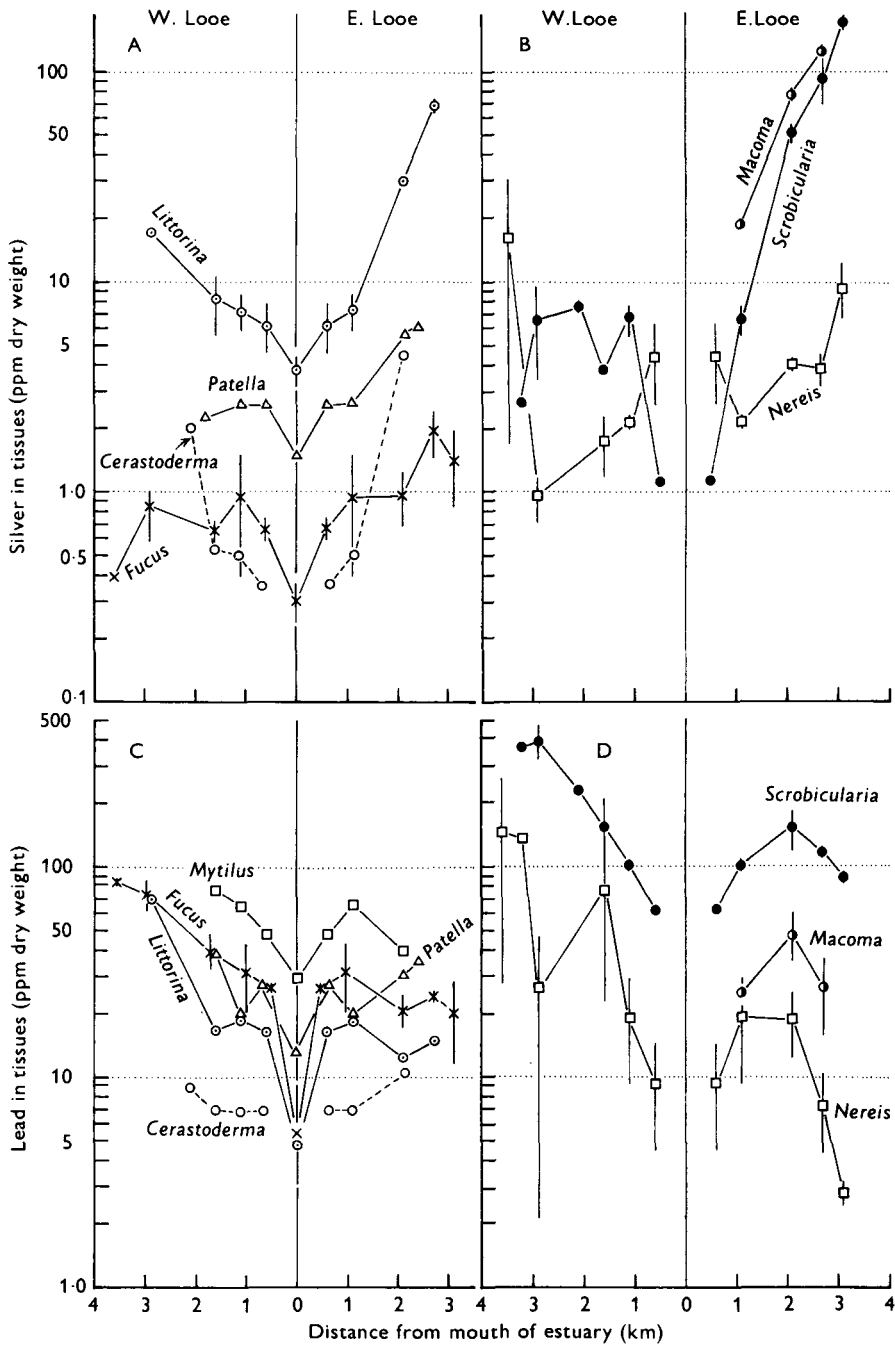 W. Looe E. Looe W.Looe E.Looe
A B
100
50
10
5
1·0
0·5
0·1
Silver in tissues (ppm dry weight)
Littorina
Patella
Cerastoderma
Fucus
Macoma
Scrobicularia
Nereis
C D
500
100
50
10
5
1·0
Lead in tissues (ppm dry weight)
Mytilus
Fucus
Littorina
Patella
Cerastoderma
Scrobicularia
Macoma
Nereis
4 3 2 1 0 1 2 3 4 3 2 1 0 1 2 3 4
Distance from mouth of estuary (km)